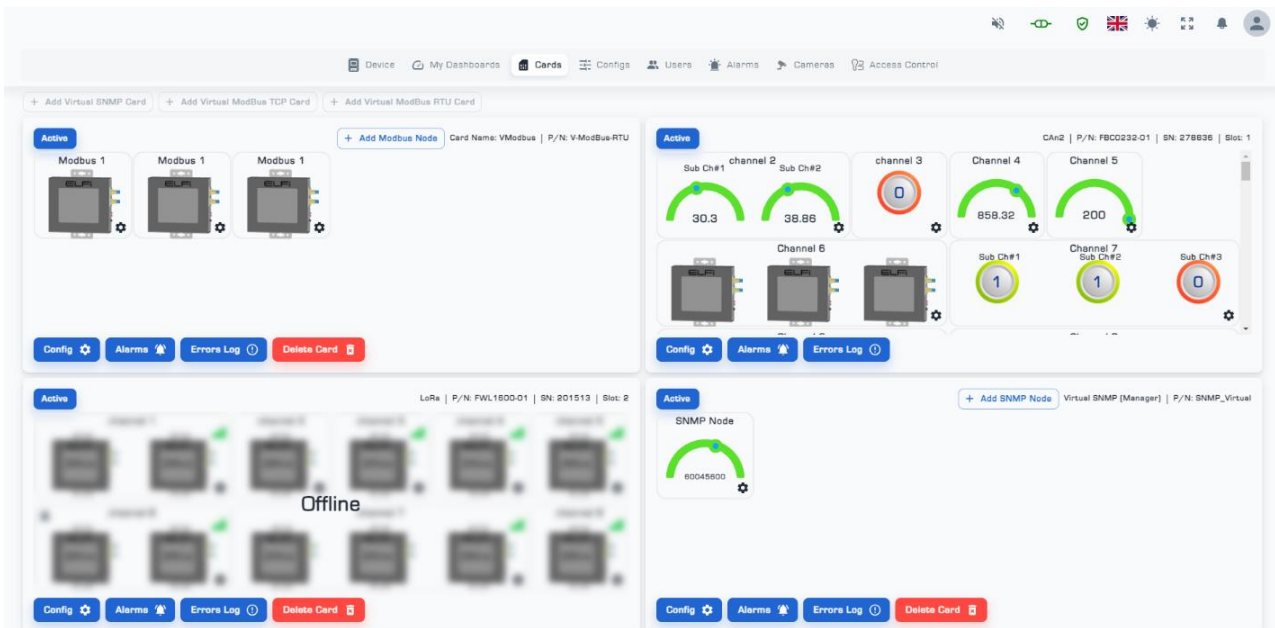 Device My Dashboards Cards Configs Users Alarms Cameras Access Control
+ Add Virtual SNMP Card + Add Virtual ModBus TCP Card + Add Virtual ModBus RTU Card
Active + Add Modbus Node Card Name: VModbus | P/N: V-ModBus-RTU
Modbus 1 Modbus 1 Modbus 1
ELFI ELFI ELFI
Config Alarms Errors Log Delete Card
Active CAn2 | P/N: FBC0232-01 | SN: 278836 | Slot: 1
channel 2 channel 3 Channel 4 Channel 5
Sub Ch#1 Sub Ch#2
30.3 38.86 0 858.32 200
Channel 6 Channel 7
Sub Ch#1 Sub Ch#2 Sub Ch#3
ELFI ELFI ELFI
1 1 0
Config Alarms Errors Log
Active LoRa | P/N: FWL1600-01 | SN: 201513 | Slot: 2
Offline
Config Alarms Errors Log Delete Card
Active + Add SNMP Node Virtual SNMP (Manager) | P/N: SNMP_Virtual
SNMP Node
60045600
Config Alarms Errors Log Delete Card